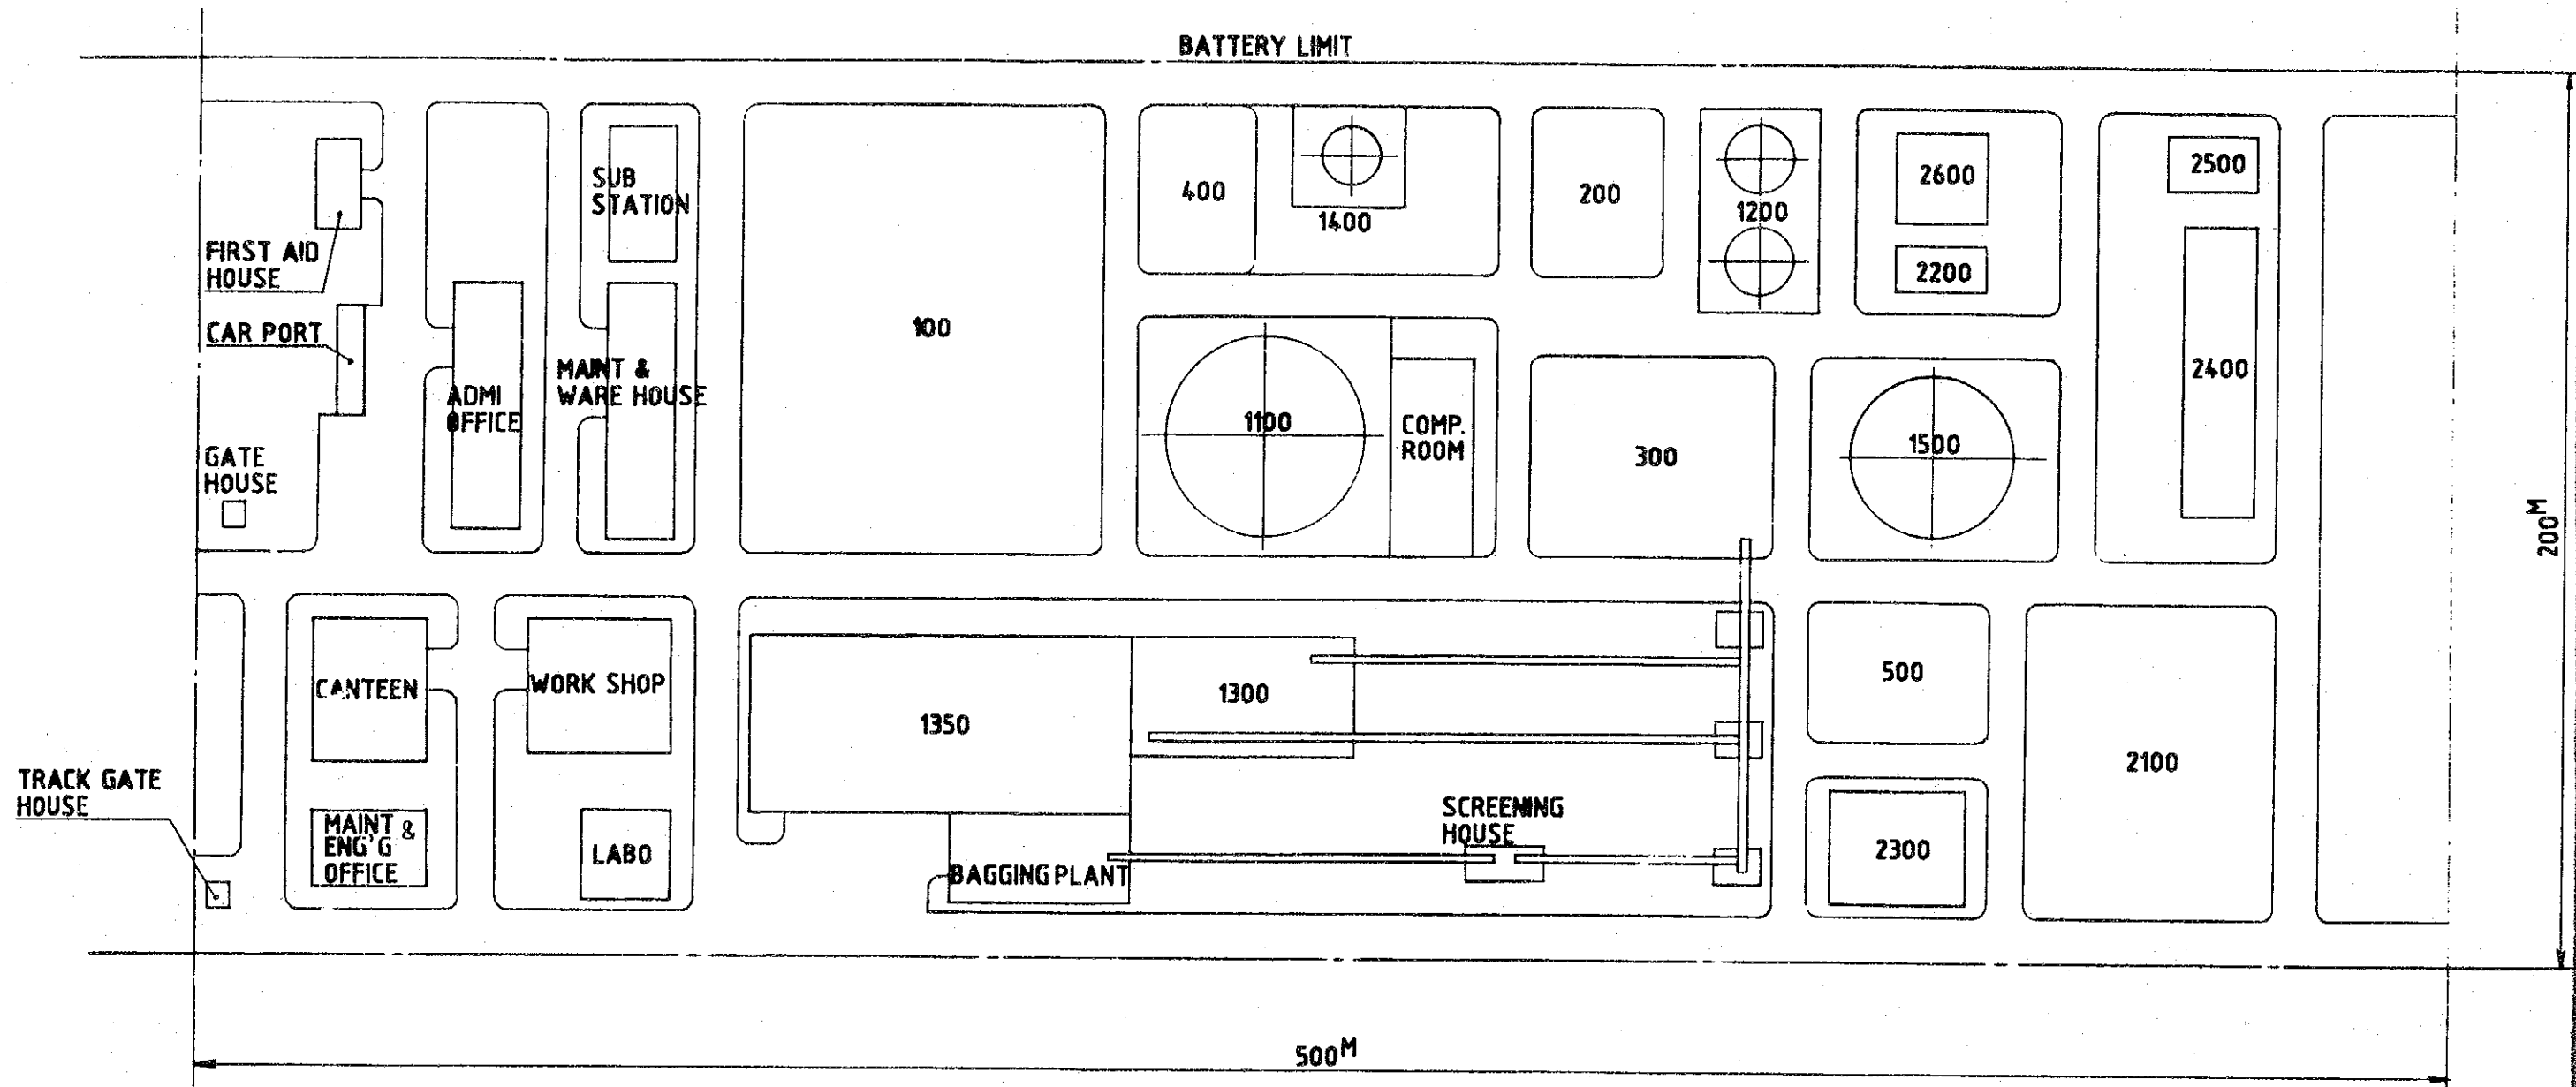 BATTERY LIMIT
SUB
STATION
FIRST AID
HOUSE
CAR PORT
GATE
HOUSE
ADMI
OFFICE
MAINT &
WARE HOUSE
100
400
1400
200
1200
2600
2200
2500
2400
1100
COMP.
ROOM
300
1500
200M
CANTEEN
WORK SHOP
1350
1300
500
2100
TRACK GATE
HOUSE
MAINT &
ENG'G
OFFICE
LABO
BAGGING PLANT
SCREENING
HOUSE
2300
500M